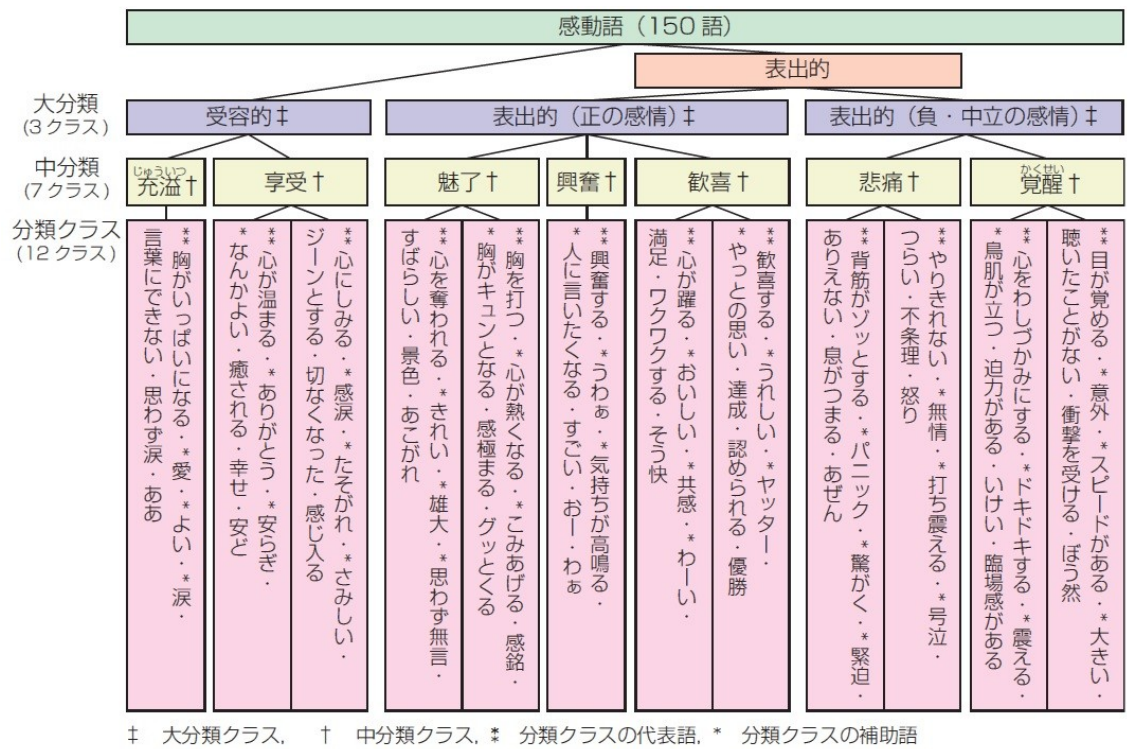 感動語（150語）
表出的
大分類
(3クラス)
受容的‡
表出的（正の感情）‡
表出的（負・中立の感情）‡
中分類
(7クラス)
じゅういつ
充溢†
享受†
魅了†
興奮†
歓喜†
悲痛†
かくせい
覚醒†
分類クラス
(12クラス)
**胸がいっぱいになる・*愛・*よい・*涙・
言葉にできない・思わず涙・ああ
**心が温まる・*ありがとう・*安らぎ・
*なんかよい・癒される・幸せ・安ど
**心にしみる・*感涙・*たそがれ・*さみしい・
ジーンとする・切なくなった・感じ入る
**心を奪われる・*きれい・*雄大・*思わず無言・
すばらしい・景色・あこがれ
**胸を打つ・*心が熱くなる・*こみあげる・感銘・
*胸がキュンとなる・感極まる・グッとくる
**興奮する・*うわぁ・*気持ちが高鳴る・
*人に言いたくなる・すごい・おー・わぁ
**心が躍る・*おいしい・*共感・*わーい・
満足・ワクワクする・そう快
**歓喜する・*うれしい・*ヤッター・
*やっとの思い・達成・認められる・優勝
**背筋がゾッとする・*パニック・*驚がく・*緊迫・
ありえない・息がつまる・あぜん
**やりきれない・*無情・*打ち震える・*号泣・
つらい・不条理・怒り
**心をわしづかみにする・*ドキドキする・*震える・
*鳥肌が立つ・迫力がある・いけい・臨場感がある
**目が覚める・*意外・*スピードがある・*大きい・
聴いたことがない・衝撃を受ける・ぼう然
‡ 大分類クラス, † 中分類クラス, ** 分類クラスの代表語, * 分類クラスの補助語